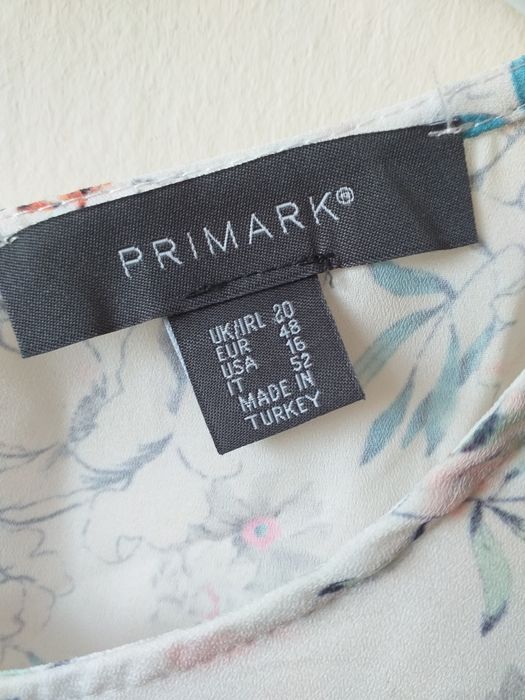 PRIMARK®
UK/IRL 20
EUR 48
USA 16
IT 52
MADE IN
TURKEY